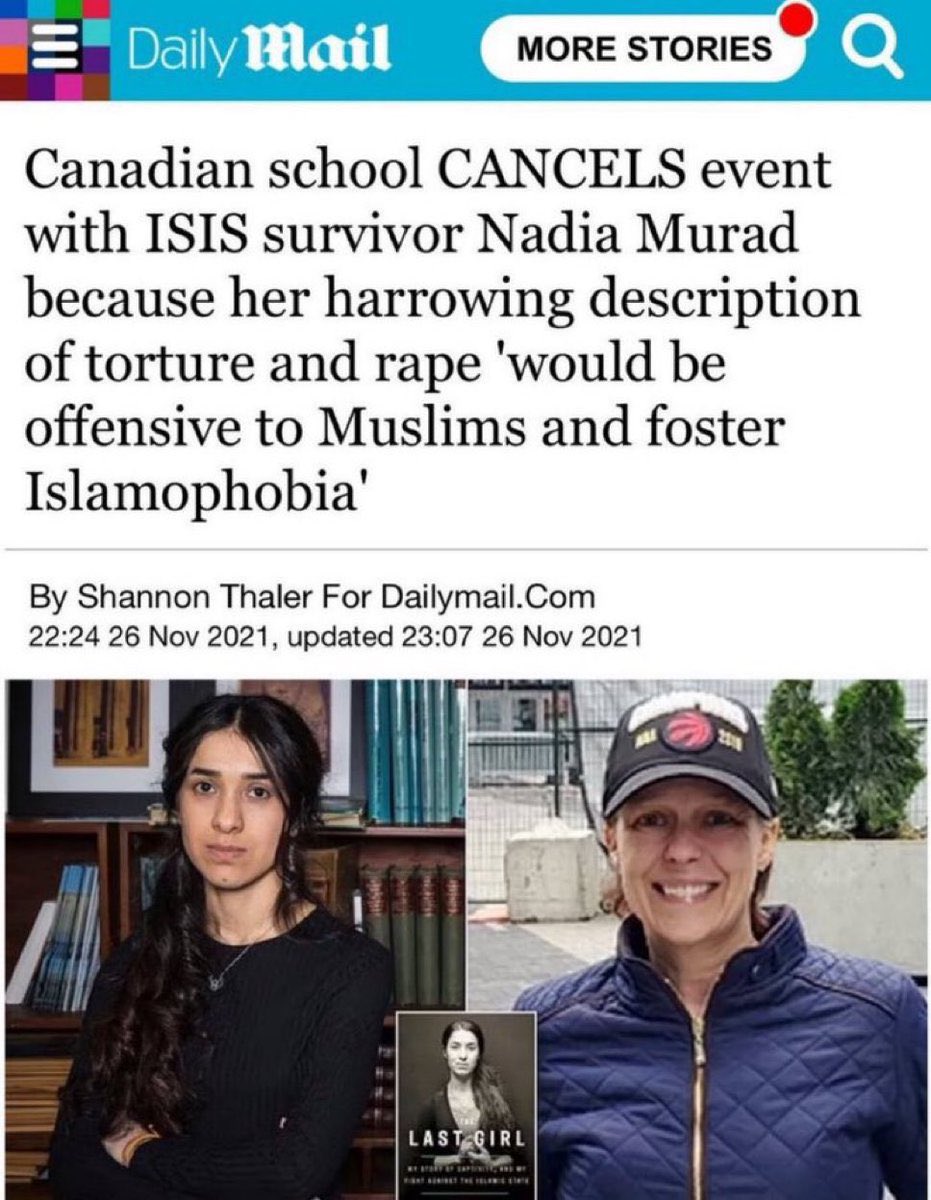 Daily Mail
MORE STORIES
Canadian school CANCELS event
with ISIS survivor Nadia Murad
because her harrowing description
of torture and rape 'would be
offensive to Muslims and foster
Islamophobia'
By Shannon Thaler For Dailymail.Com
22:24 26 Nov 2021, updated 23:07 26 Nov 2021
THE
LAST GIRL
MY STORY OF CAPTIVITY, AND MY
FIGHT AGAINST THE ISLAMIC STATE